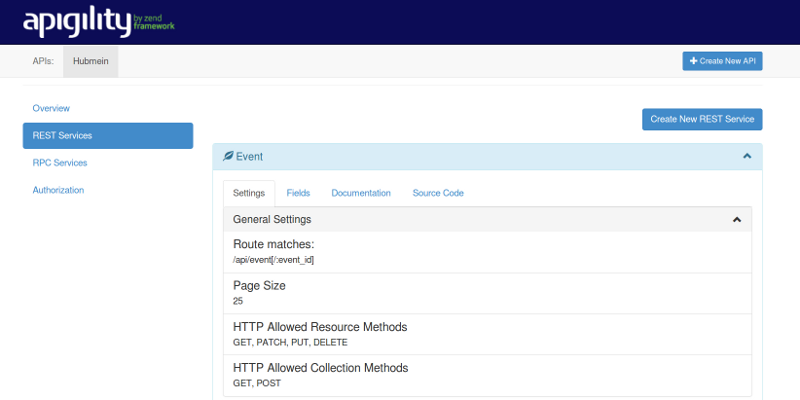 apigility by zend framework
APIs: Hubmein + Create New API
Overview
REST Services
RPC Services
Authorization
Create New REST Service
Event
Settings Fields Documentation Source Code
General Settings
Route matches:
/api/event[/:event_id]
Page Size
25
HTTP Allowed Resource Methods
GET, PATCH, PUT, DELETE
HTTP Allowed Collection Methods
GET, POST